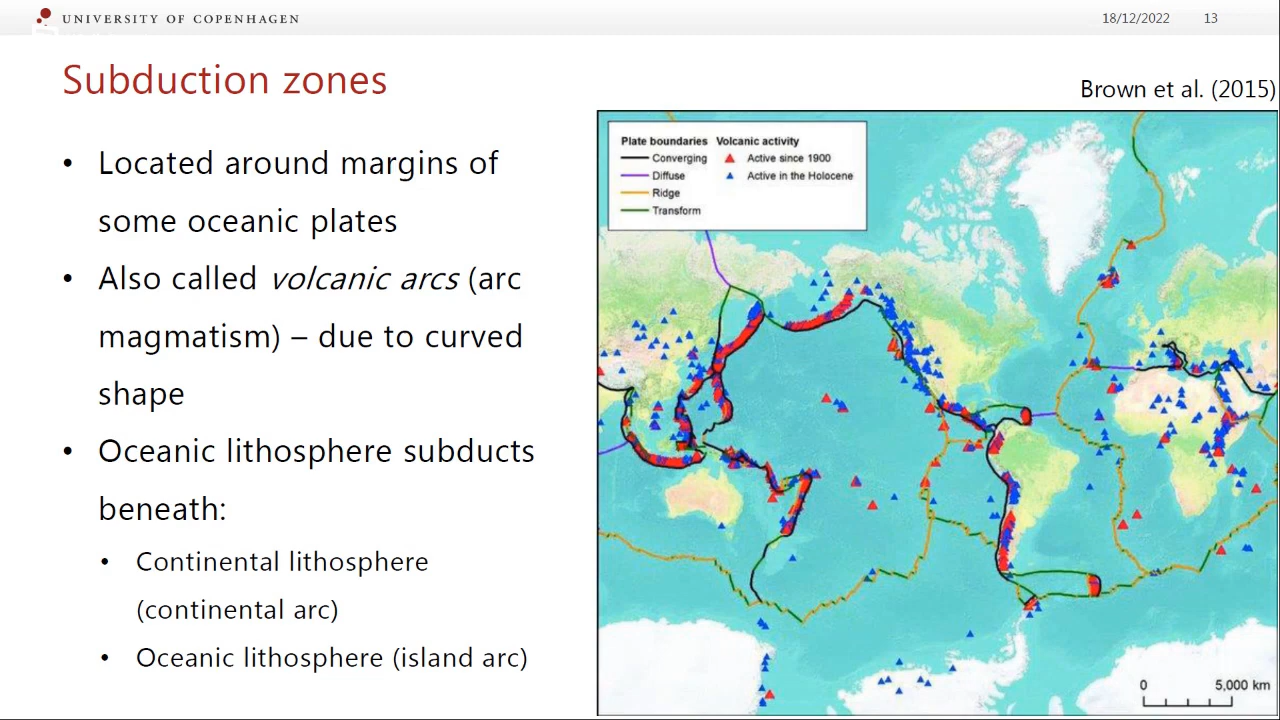 UNIVERSITY OF COPENHAGEN
18/12/2022
13
Subduction zones
Brown et al. (2015)
• Located around margins of
some oceanic plates
• Also called volcanic arcs (arc
magmatism) – due to curved
shape
• Oceanic lithosphere subducts
beneath:
• Continental lithosphere
(continental arc)
• Oceanic lithosphere (island arc)
Plate boundaries
Converging
Diffuse
Ridge
Transform
Volcanic activity
Active since 1900
Active in the Holocene
0 5,000 km